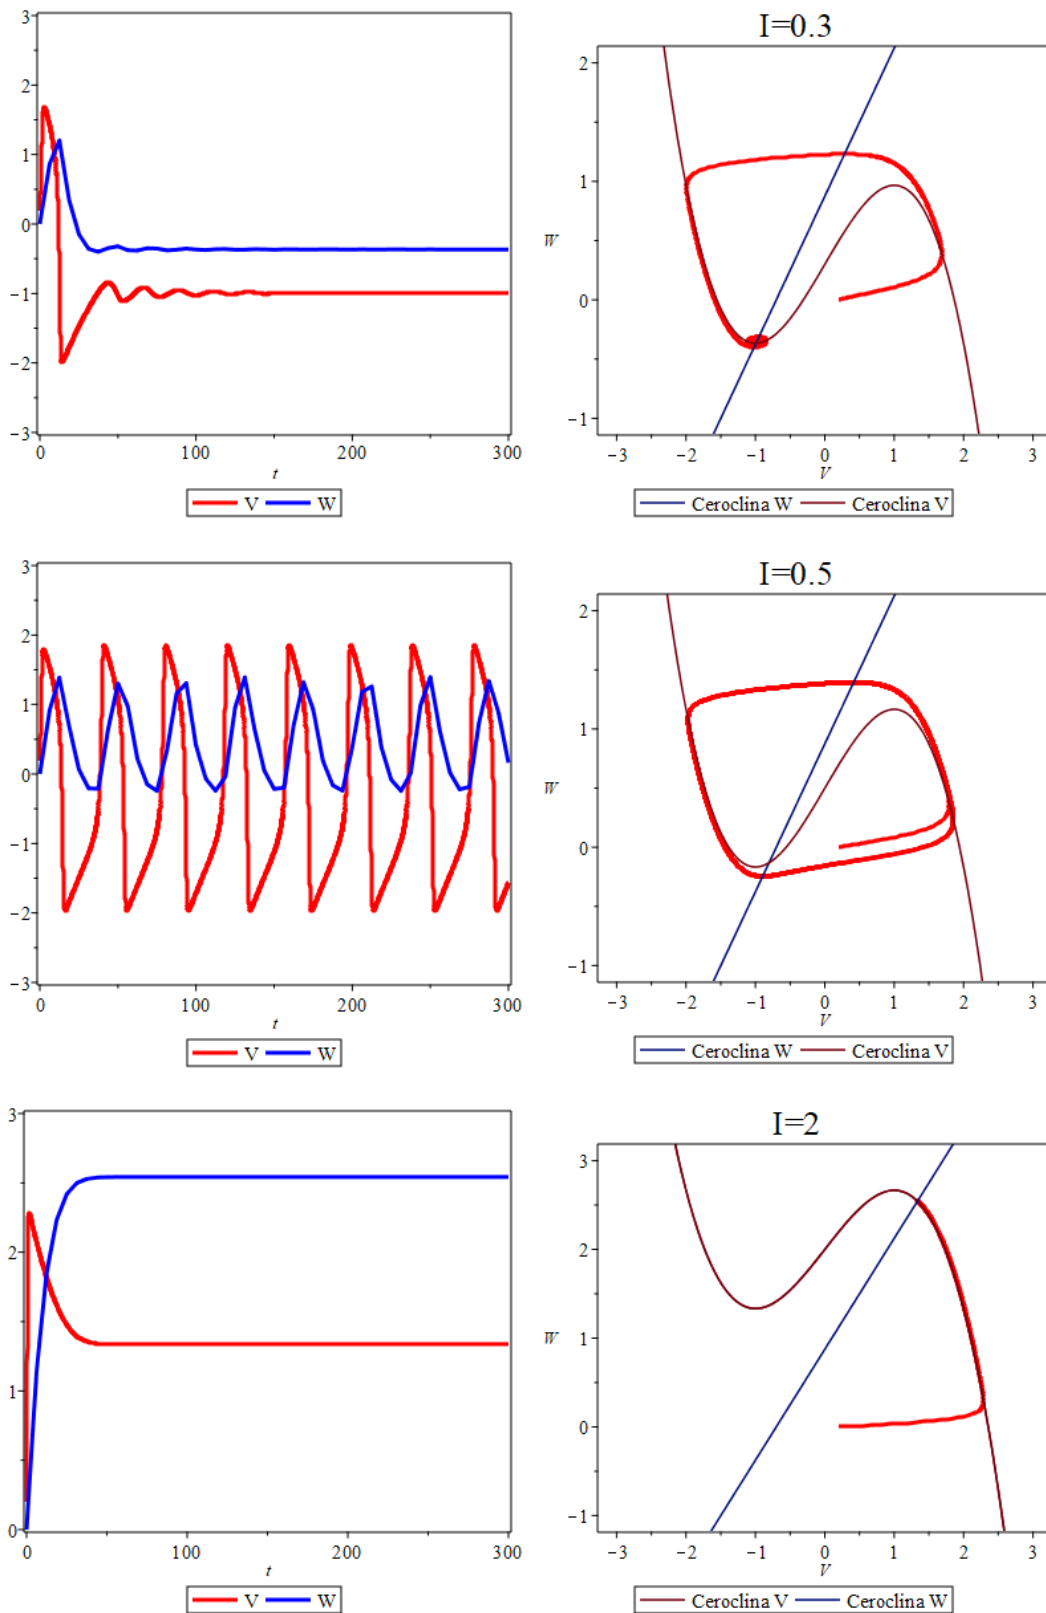 I=0.3
3
2
1
0
−1
−2
−3
0 100 200 300
t
V W
2
1
W
0
−1
−3 −2 −1 0 1 2 3
V
Ceroclina W Ceroclina V
I=0.5
3
2
1
0
−1
−2
−3
0 100 200 300
t
V W
2
1
W
0
−1
−3 −2 −1 0 1 2 3
V
Ceroclina W Ceroclina V
I=2
3
2
1
0
0 100 200 300
t
V W
3
2
1
W
0
−1
−3 −2 −1 0 1 2 3
V
Ceroclina V Ceroclina W